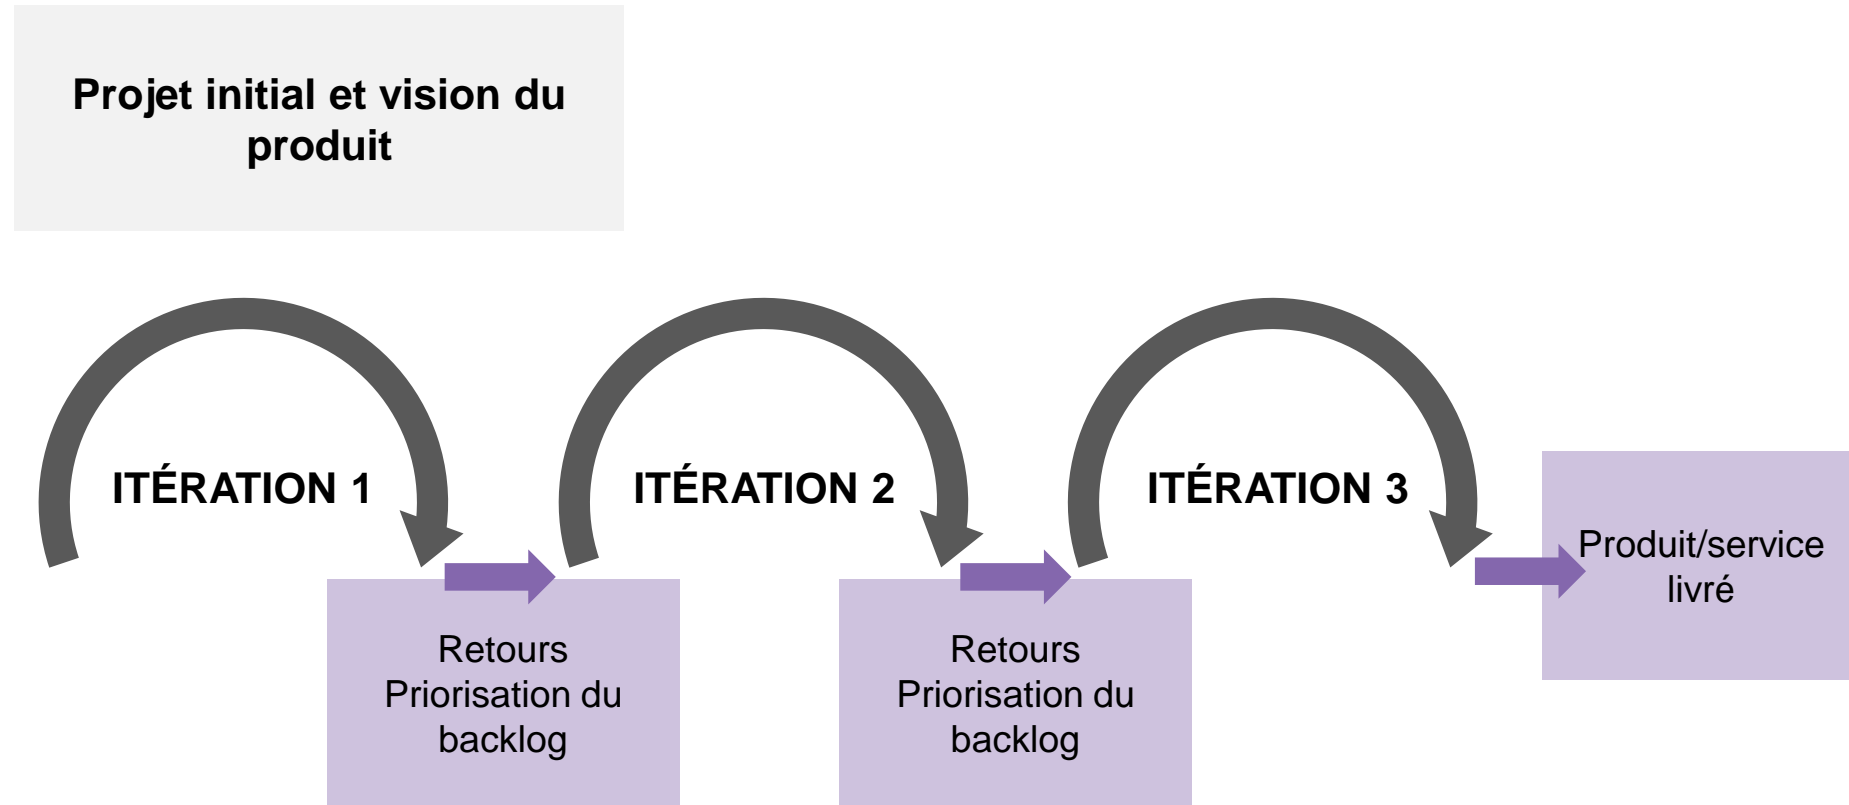 Projet initial et vision du
produit
ITÉRATION 1
ITÉRATION 2
ITÉRATION 3
Retours
Priorisation du
backlog
Retours
Priorisation du
backlog
Produit/service
livré